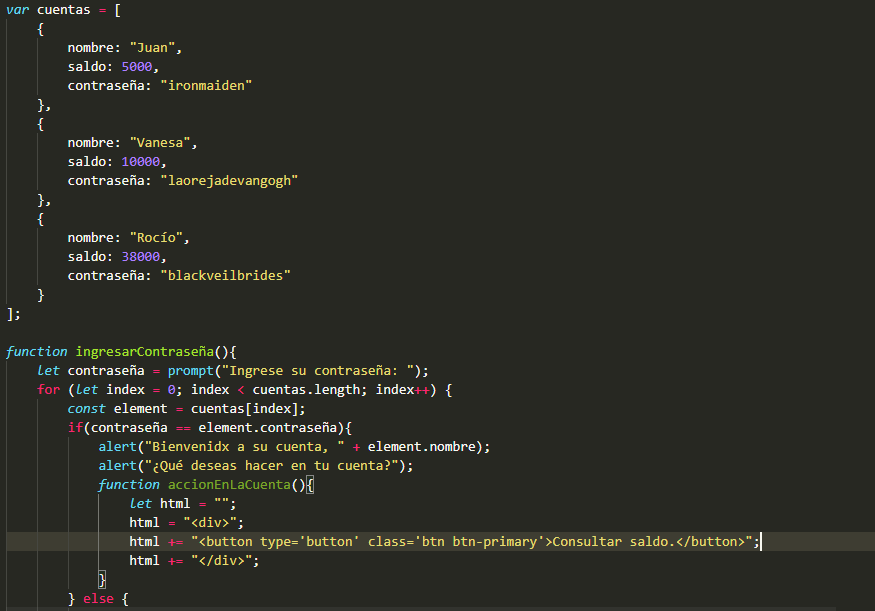 var cuentas = [
{
nombre: "Juan",
saldo: 5000,
contraseña: "ironmaiden"
},
{
nombre: "Vanesa",
saldo: 10000,
contraseña: "laorejadevangogh"
},
{
nombre: "Rocío",
saldo: 38000,
contraseña: "blackveilbrides"
}
];
function ingresarContraseña(){
let contraseña = prompt("Ingrese su contraseña: ");
for (let index = 0; index < cuentas.length; index++) {
const element = cuentas[index];
if(contraseña == element.contraseña){
alert("Bienvenidx a su cuenta, " + element.nombre);
alert("¿Qué deseas hacer en tu cuenta?");
function accionEnLaCuenta(){
let html = "";
html = "<div>";
html += "<button type='button' class='btn btn-primary'>Consultar saldo.</button>";
html += "</div>";
}
} else {